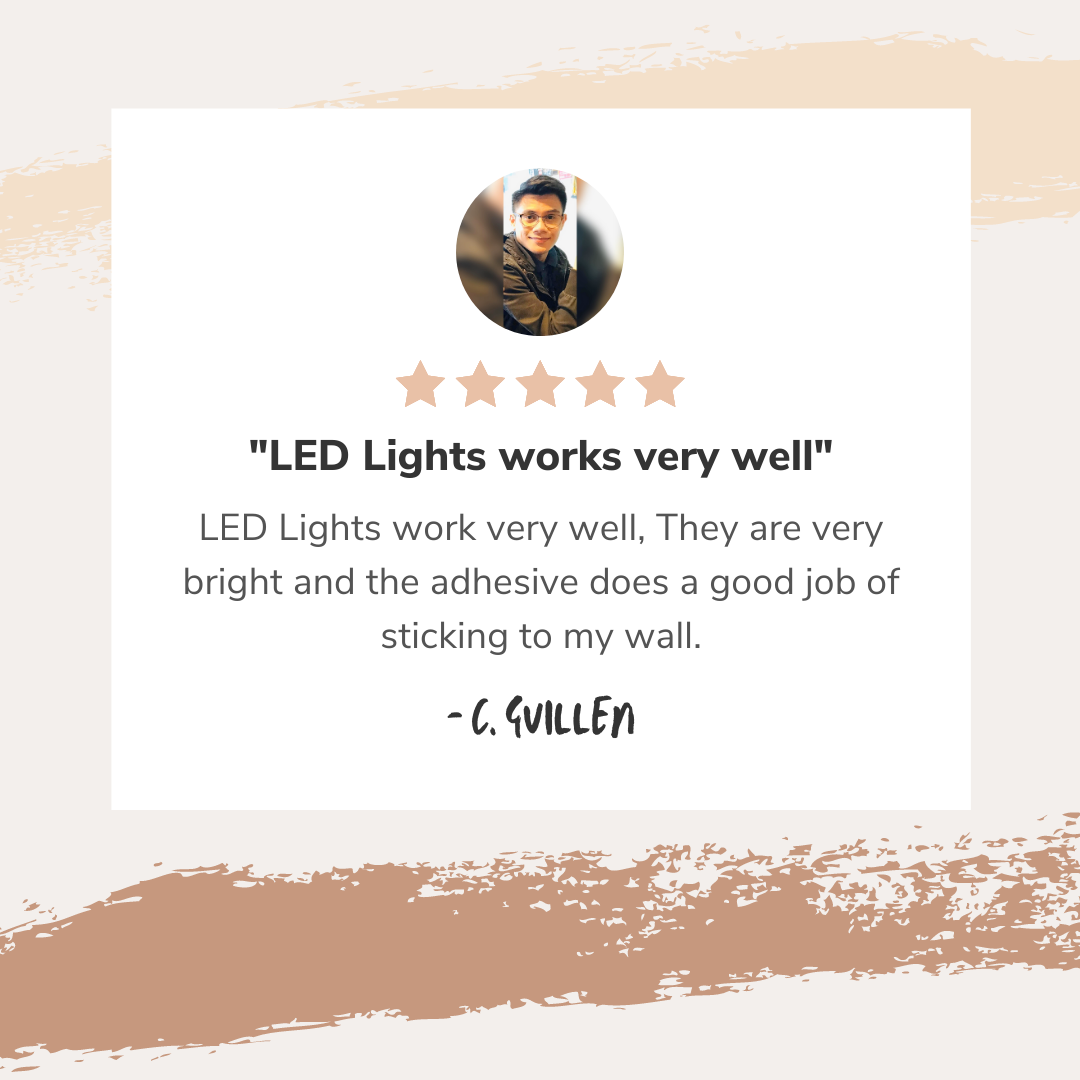 "LED Lights works very well"
LED Lights work very well, They are very
bright and the adhesive does a good job of
sticking to my wall.
- C. GUILLEN